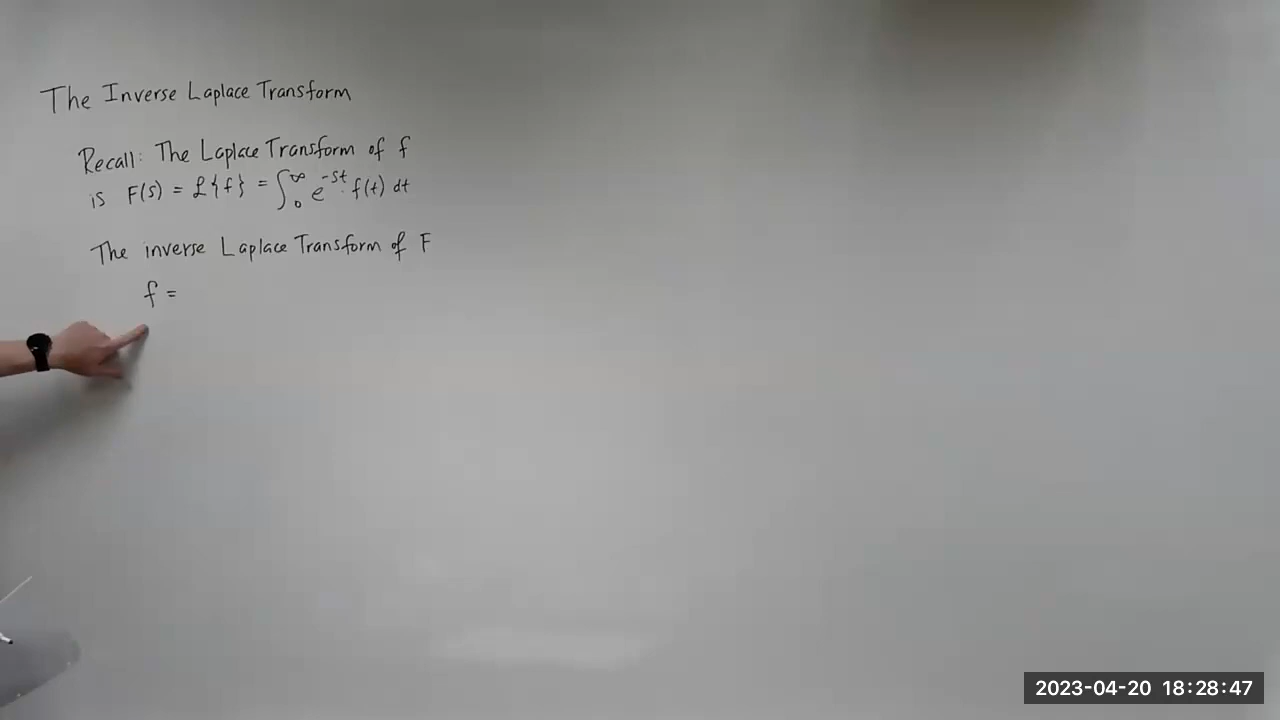 The Inverse Laplace Transform
Recall: The Laplace Transform of f
is F(s) = ℒ{f} = ∫₀^∞ e^{-st} · f(t) dt
The inverse Laplace Transform of F
f =
2023-04-20 18:28:47